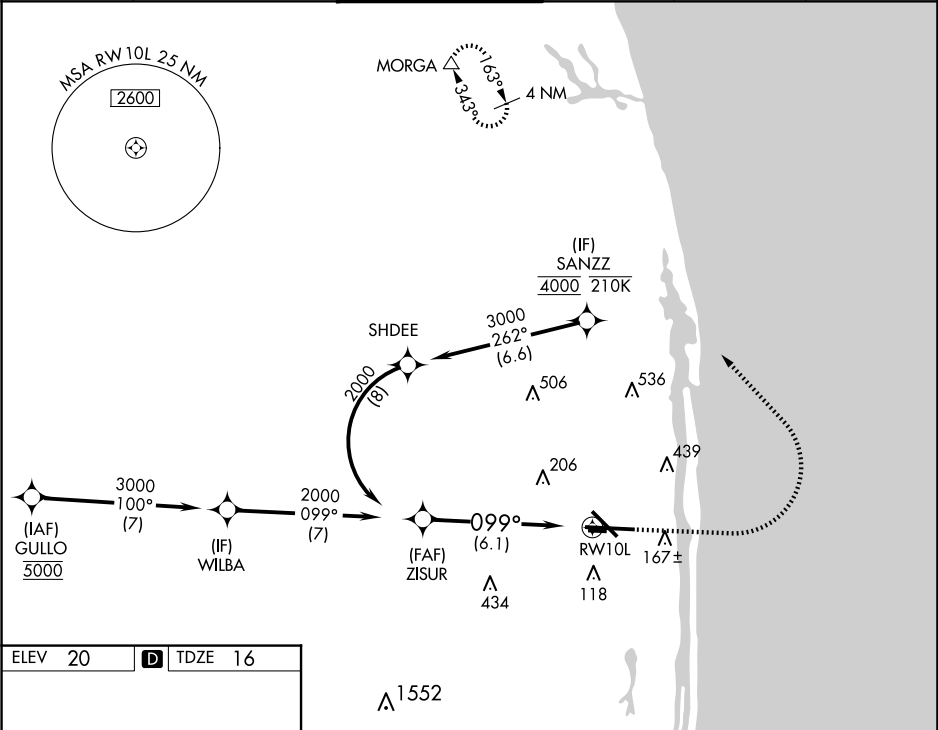 MSA RW10L 25 NM
2600
MORGA
163°
343°
4 NM
(IF)
SANZZ
4000 210K
3000
262°
(6.6)
SHDEE
2000
(8)
506
536
439
206
3000
100°
(7)
2000
099°
(7)
099°
(6.1)
(IAF)
GULLO
5000
(IF)
WILBA
(FAF)
ZISUR
RW10L
167±
434
118
ELEV 20 D TDZE 16
1552